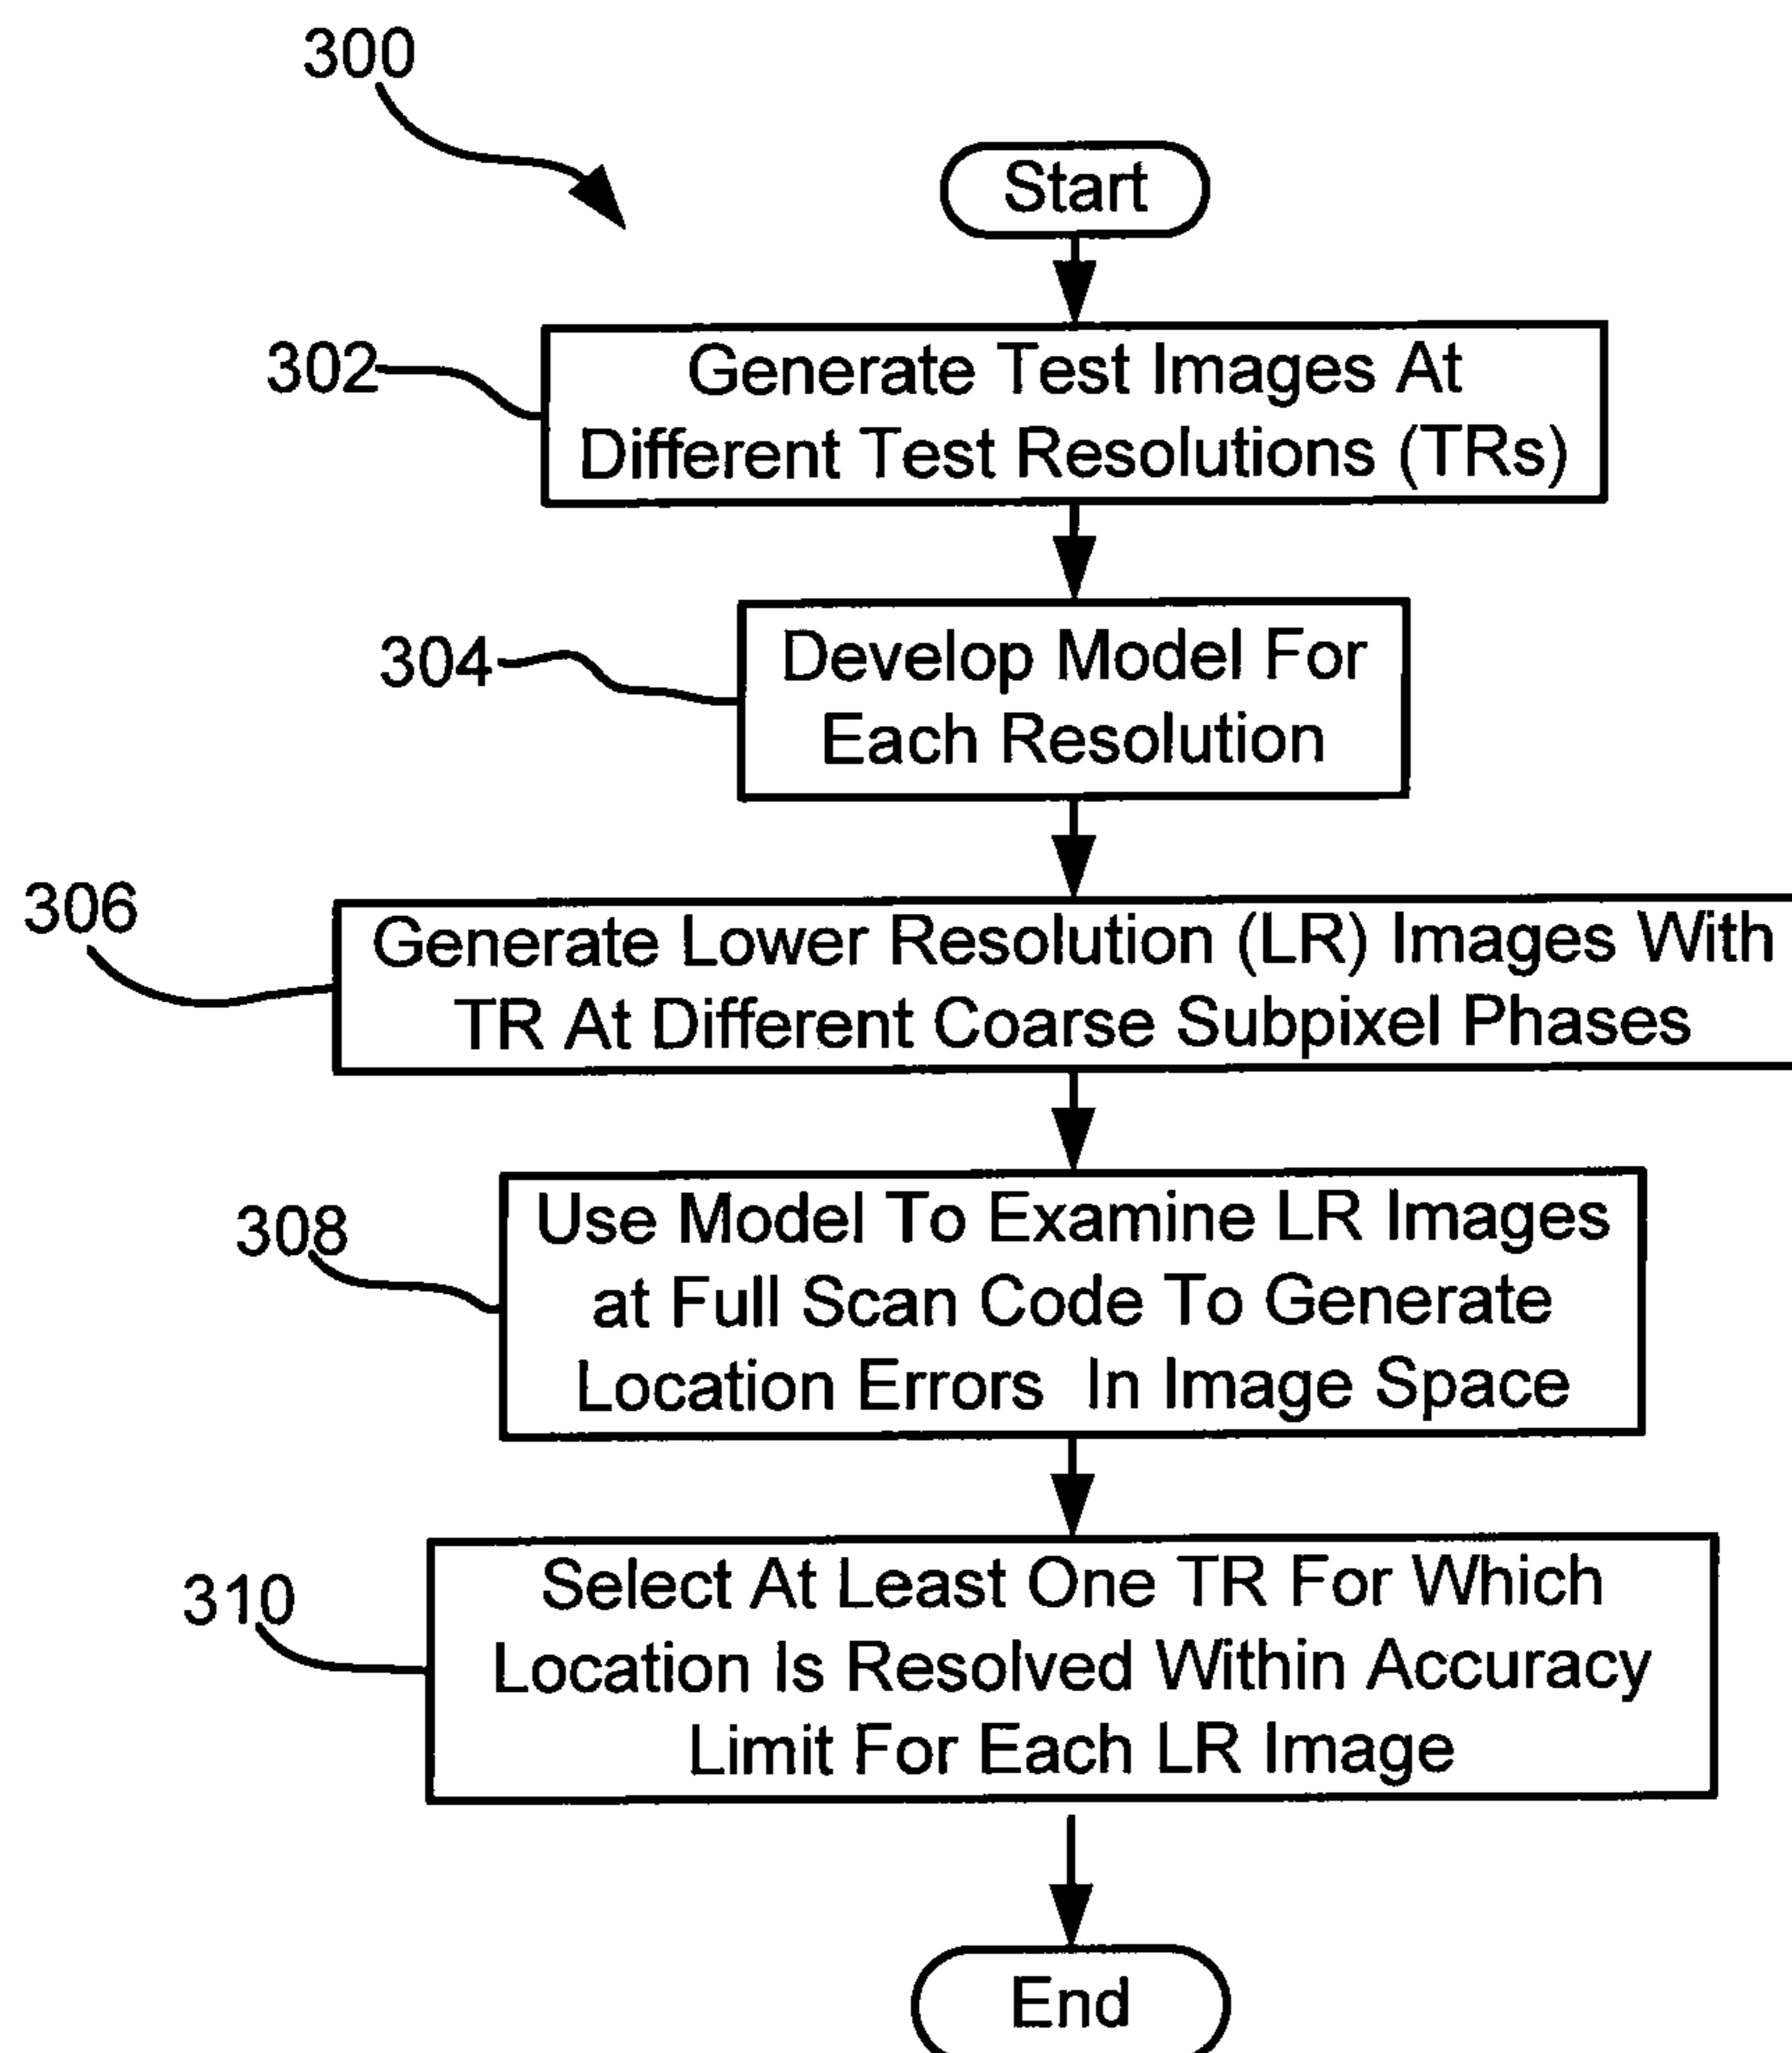 300
Start
302
Generate Test Images At
Different Test Resolutions (TRs)
304
Develop Model For
Each Resolution
306
Generate Lower Resolution (LR) Images With
TR At Different Coarse Subpixel Phases
308
Use Model To Examine LR Images
at Full Scan Code To Generate
Location Errors In Image Space
310
Select At Least One TR For Which
Location Is Resolved Within Accuracy
Limit For Each LR Image
End